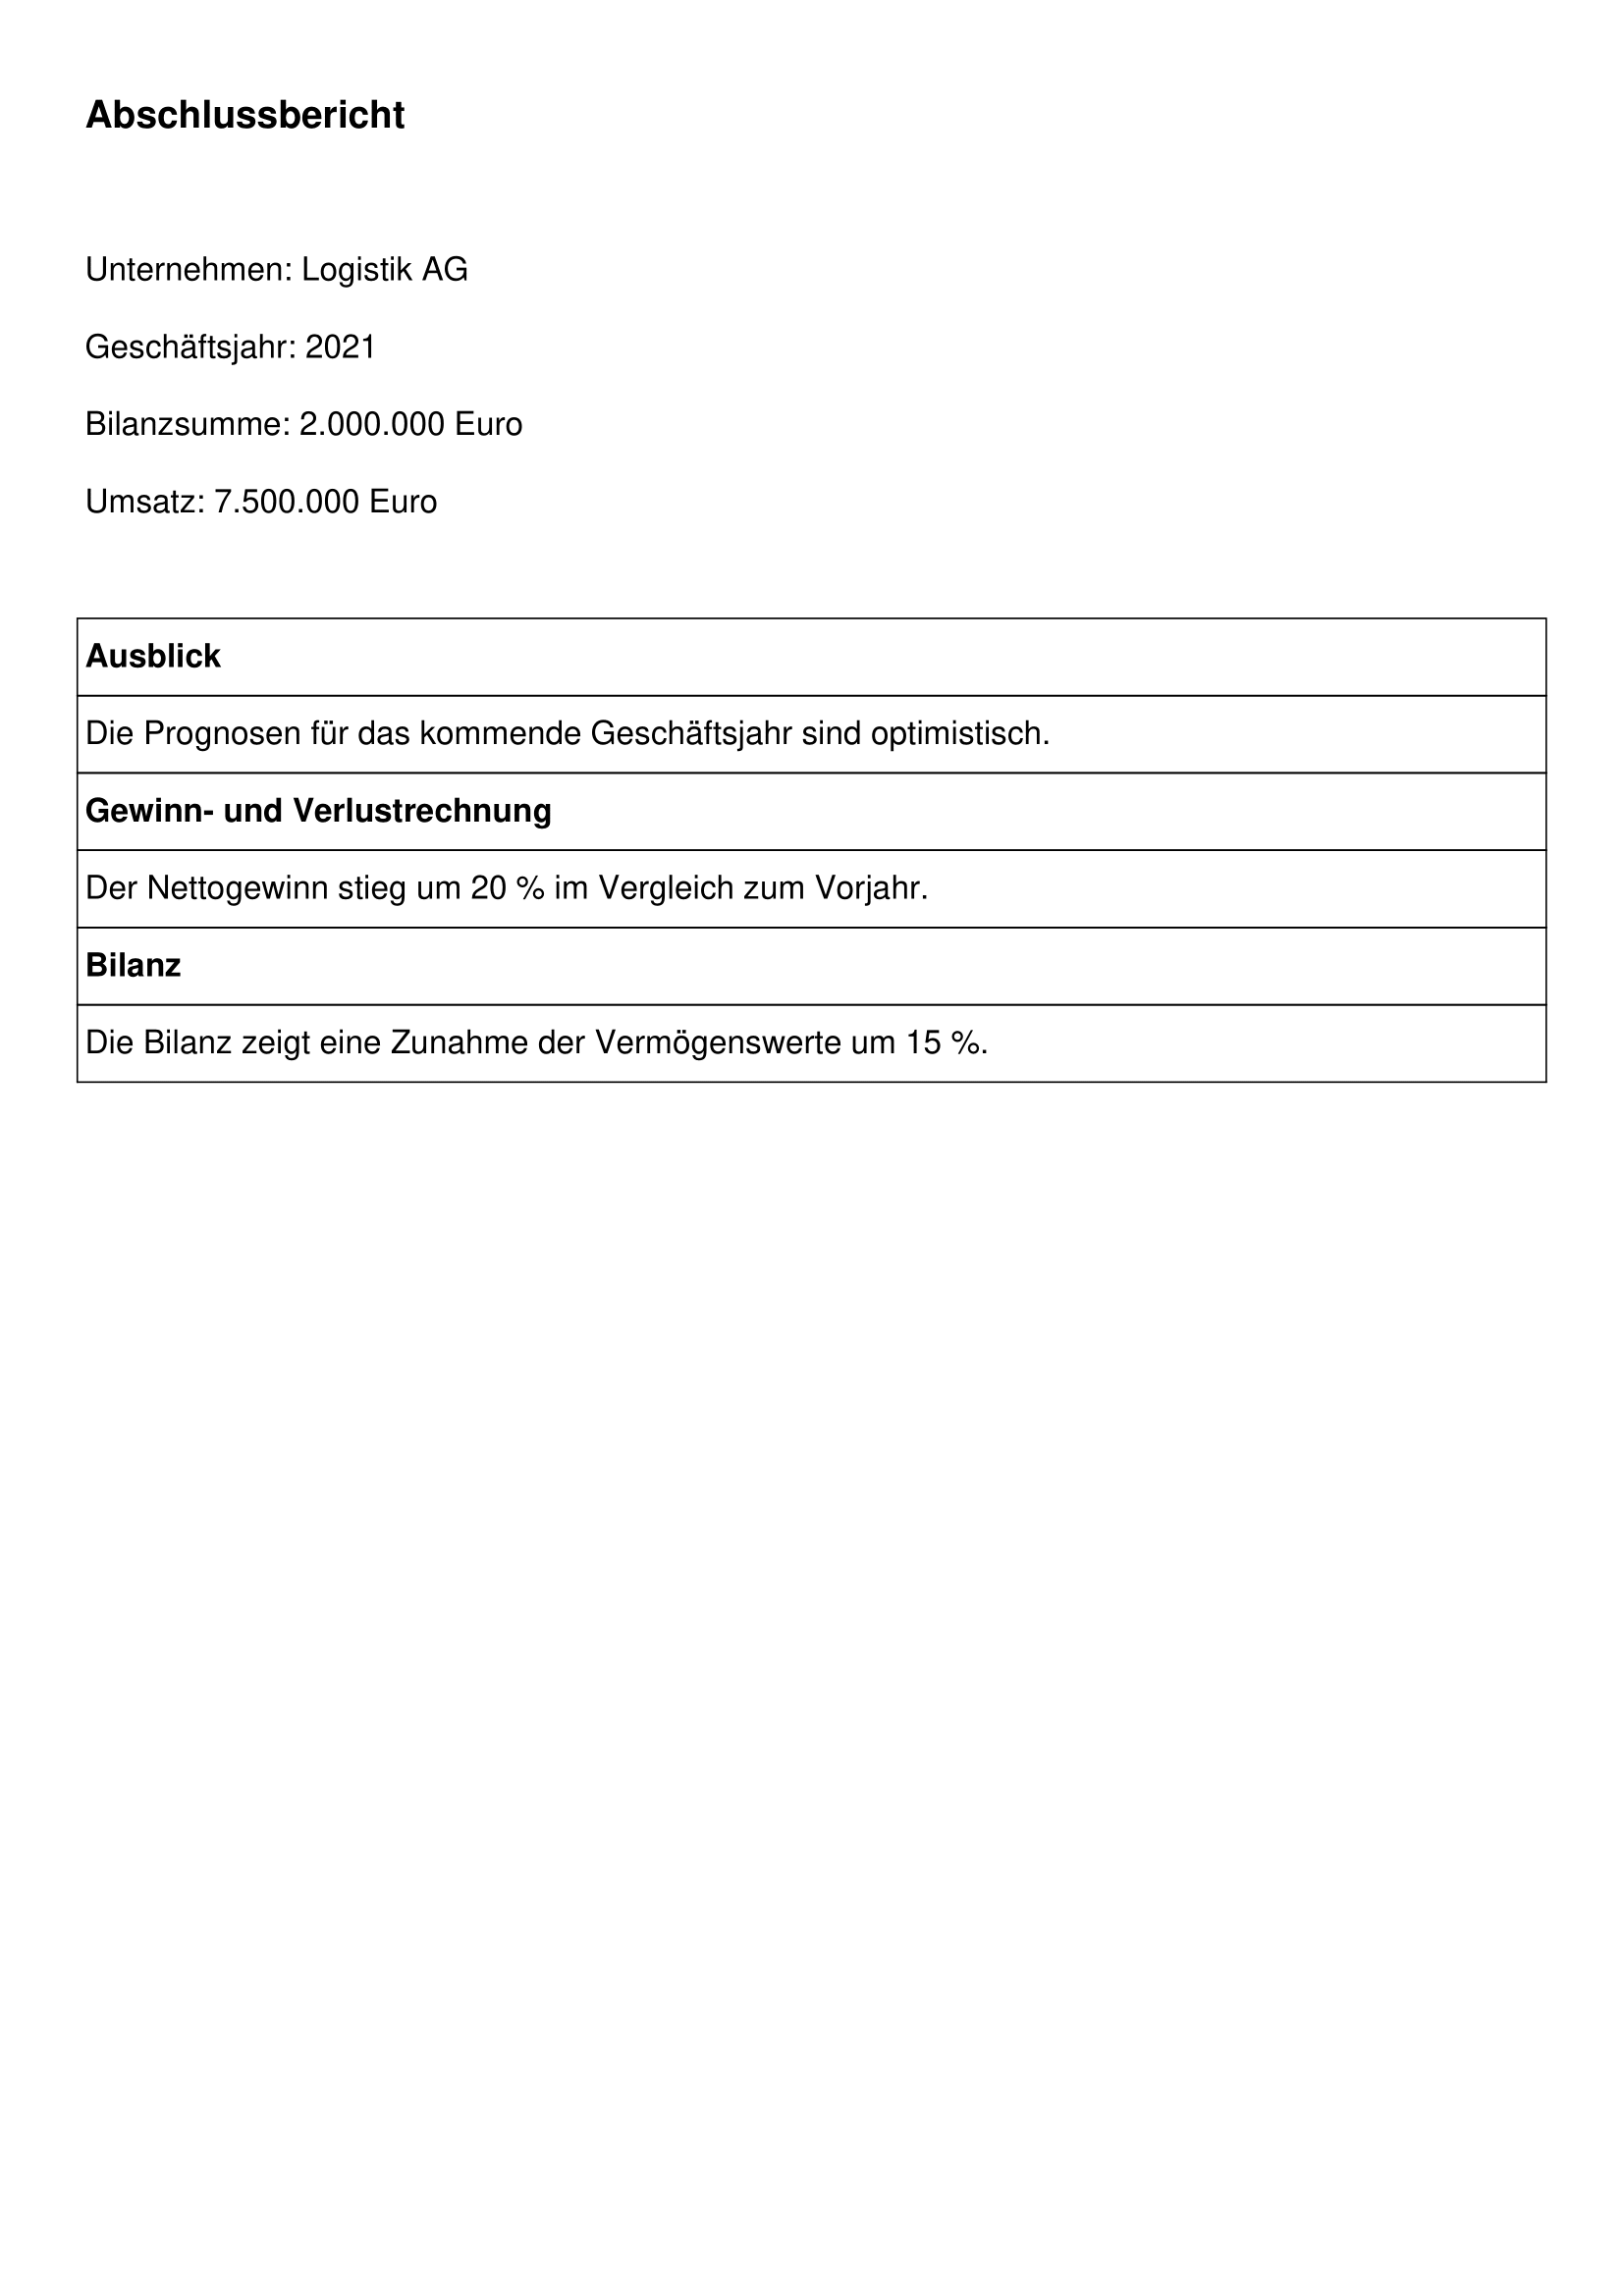 Abschlussbericht
Unternehmen: Logistik AG
Geschäftsjahr: 2021
Bilanzsumme: 2.000.000 Euro
Umsatz: 7.500.000 Euro
Ausblick
Die Prognosen für das kommende Geschäftsjahr sind optimistisch.
Gewinn- und Verlustrechnung
Der Nettogewinn stieg um 20 % im Vergleich zum Vorjahr.
Bilanz
Die Bilanz zeigt eine Zunahme der Vermögenswerte um 15 %.